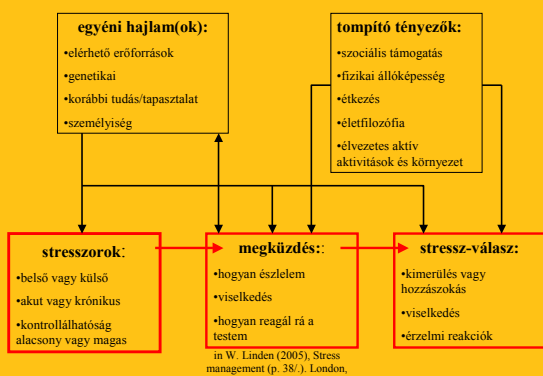 egyéni hajlam(ok):
•elérhető erőforrások
•genetikai
•korábbi tudás/tapasztalat
•személyiség
tompító tényezők:
•szociális támogatás
•fizikai állóképesség
•étkezés
•életfilozófia
•élvezetes aktív
aktivitások és környezet
stresszorok:
•belső vagy külső
•akut vagy krónikus
•kontrollálhatóság
alacsony vagy magas
megküzdés::
•hogyan észlelem
•viselkedés
•hogyan reagál rá a
testem
stressz-válasz:
•kimerülés vagy
hozzászokás
•viselkedés
•érzelmi reakciók
in W. Linden (2005), Stress
management (p. 38/.). London,